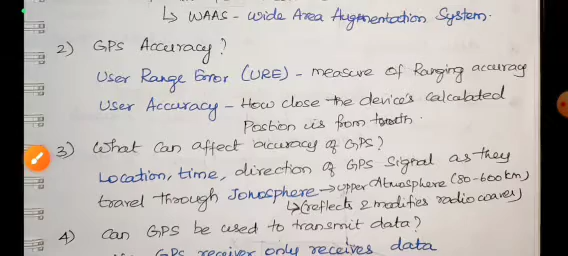 ↳ WAAS - Wide Area Augmentation System.
2) GPS Accuracy?
User Range Error (URE) - measure of Ranging accuracy
User Accuracy - How close the device's calculated
Position is from truth.
3) What can affect accuracy of GPS?
Location, time, direction of GPS Signal as they
travel through Ionosphere → upper Atmosphere (80-600km)
↳ (reflects & modifies radio waves)
4) Can GPS be used to transmit data?
GPS receiver only receives data